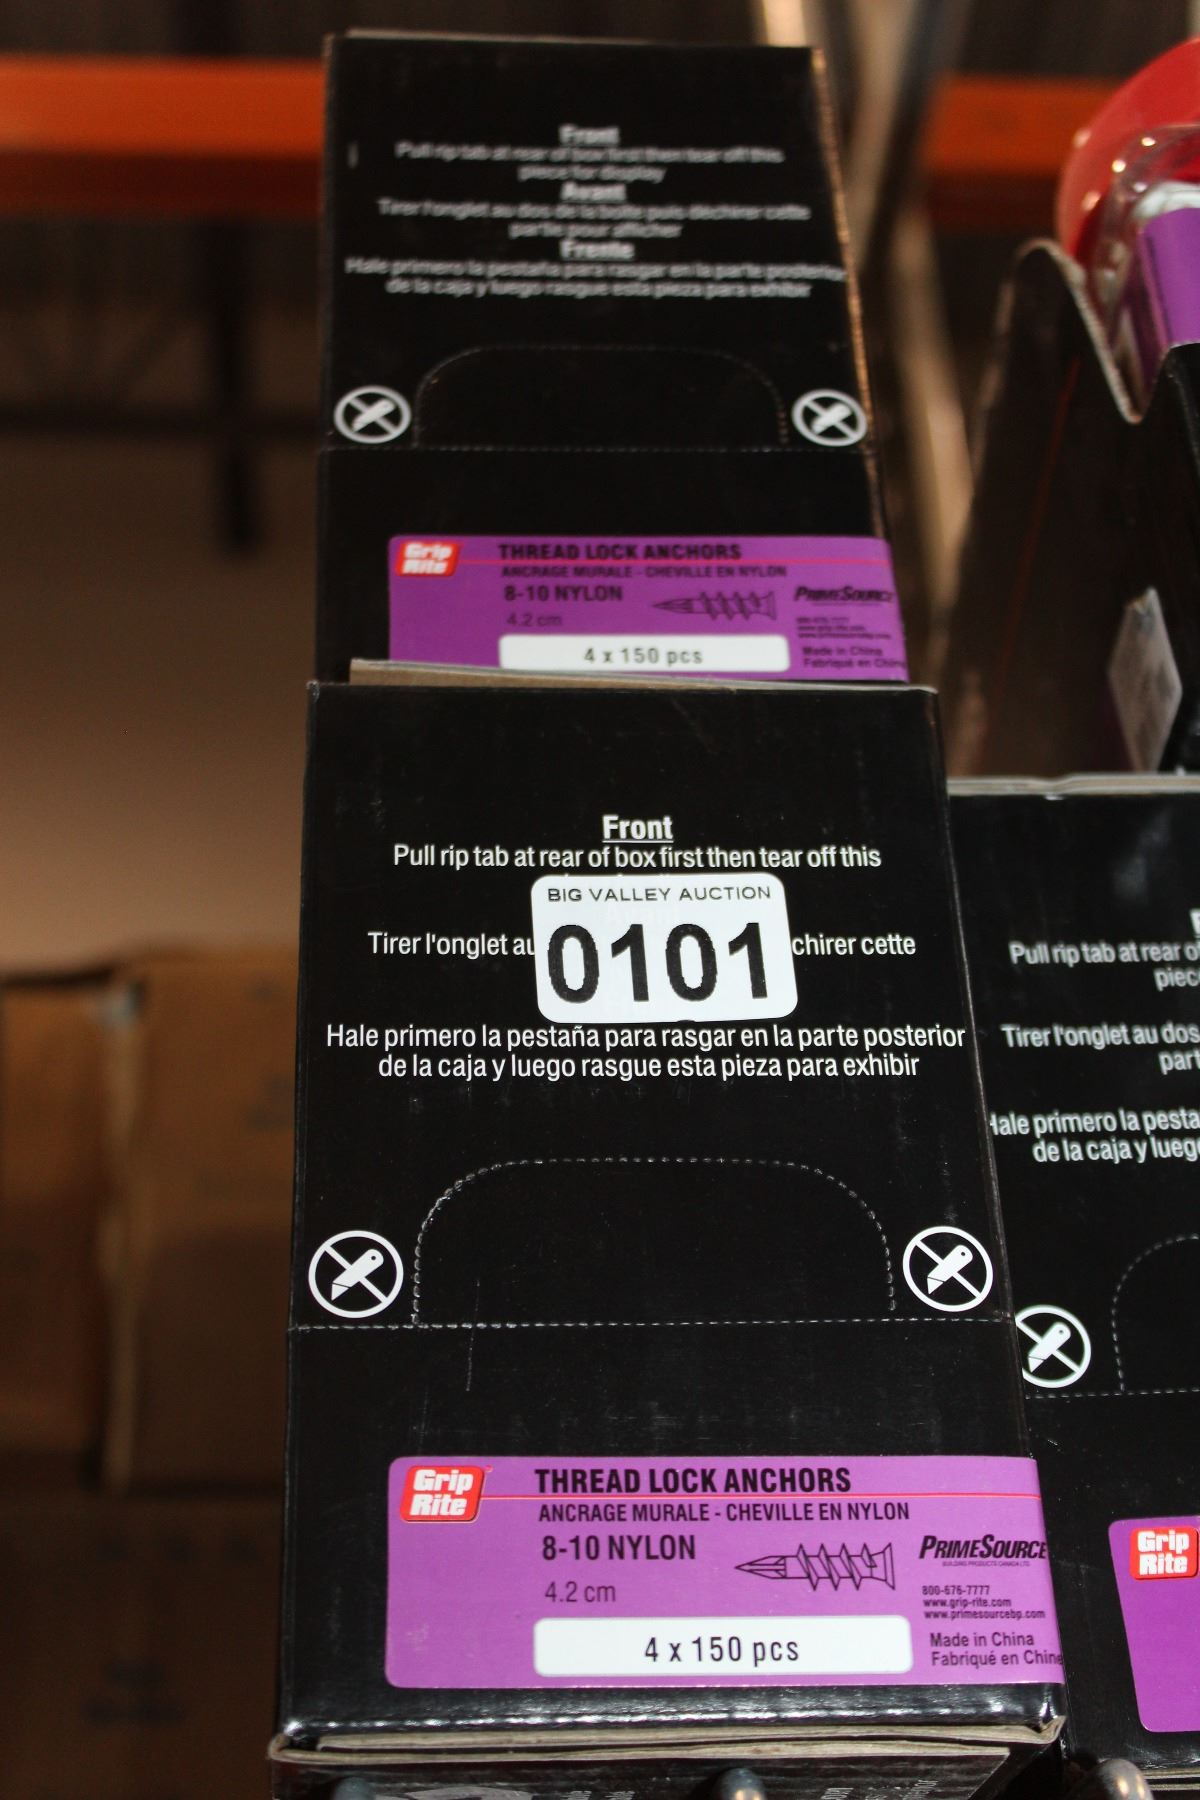 Front
Pull rip tab at rear of box first then tear off this
piece for display
Avant
Tirer l'onglet au dos de la boîte puis déchirer cette
partie pour afficher
Frente
Hale primero la pestaña para rasgar en la parte posterior
de la caja y luego rasgue esta pieza para exhibir
Grip
Rite
THREAD LOCK ANCHORS
ANCRAGE MURALE - CHEVILLE EN NYLON
8-10 NYLON
4.2 cm
PRIMESOURCE
4 x 150 pcs
Made in China
Fabriqué en Chin
Front
Pull rip tab at rear of box first then tear off this
BIG VALLEY AUCTION
0101
Tirer l'onglet au
chirer cette
Hale primero la pestaña para rasgar en la parte posterior
de la caja y luego rasgue esta pieza para exhibir
Grip
Rite
THREAD LOCK ANCHORS
ANCRAGE MURALE - CHEVILLE EN NYLON
8-10 NYLON
4.2 cm
4 x 150 pcs
PRIMESOURCE
BUILDING PRODUCTS CANADA LTD.
800-676-7777
www.grip-rite.com
www.primesourcebp.com
Made in China
Fabriqué en Chine
Pull rip tab at rear o
piec
Tirer l'onglet au dos
part
Hale primero la pesta
de la caja y lueg
Grip
Rite